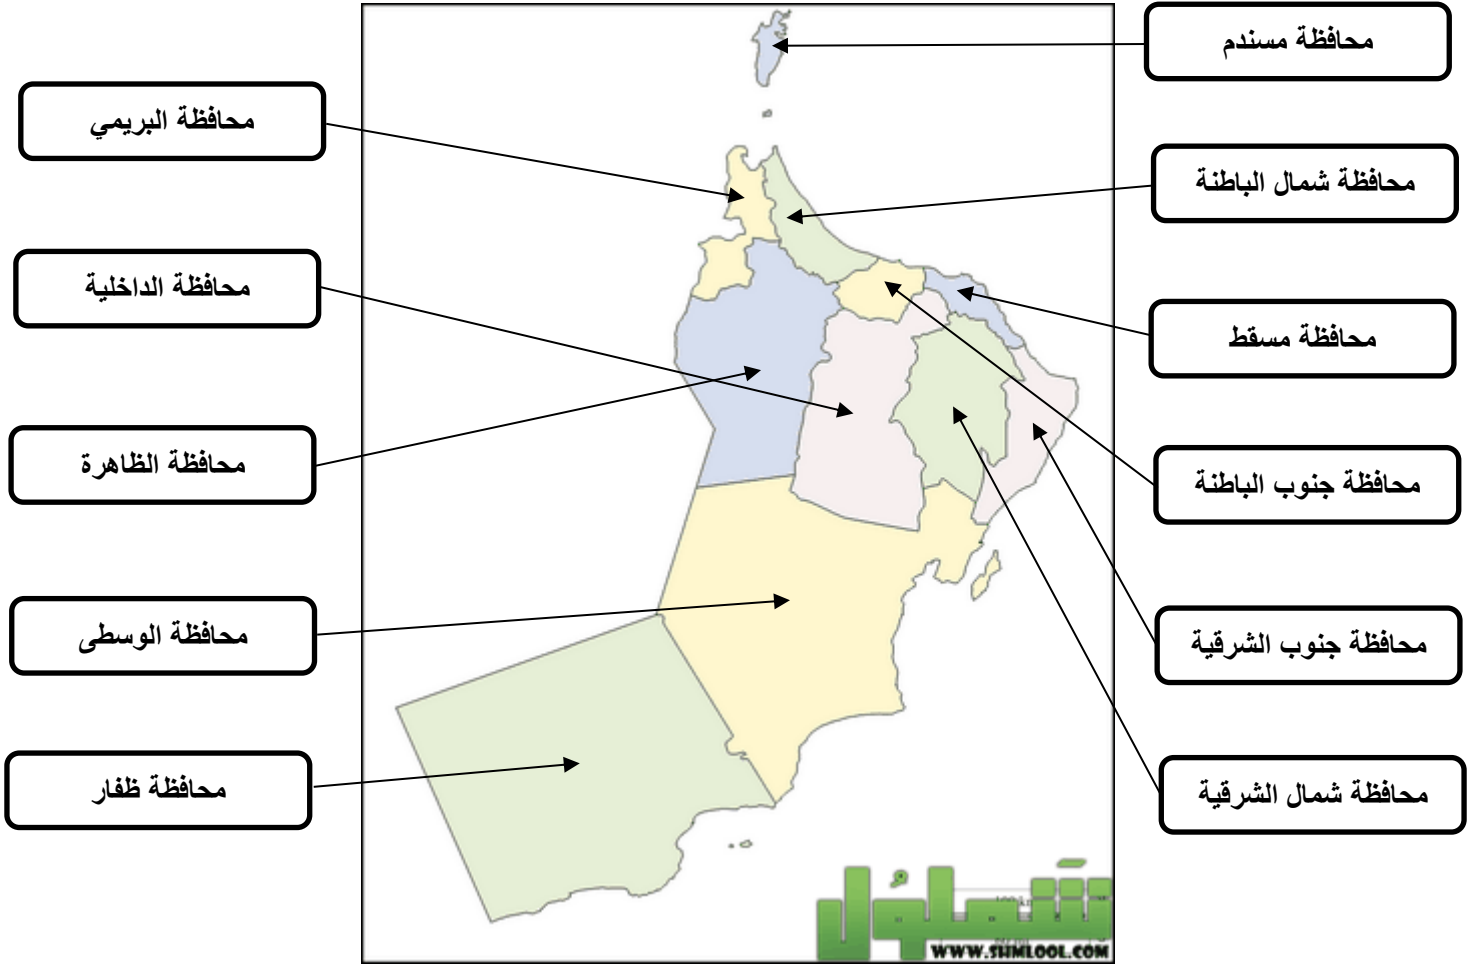 محافظة مسندم
محافظة شمال الباطنة
محافظة مسقط
محافظة جنوب الباطنة
محافظة جنوب الشرقية
محافظة شمال الشرقية
محافظة البريمي
محافظة الداخلية
محافظة الظاهرة
محافظة الوسطى
محافظة ظفار
شملول
WWW.SHMLOOL.COM